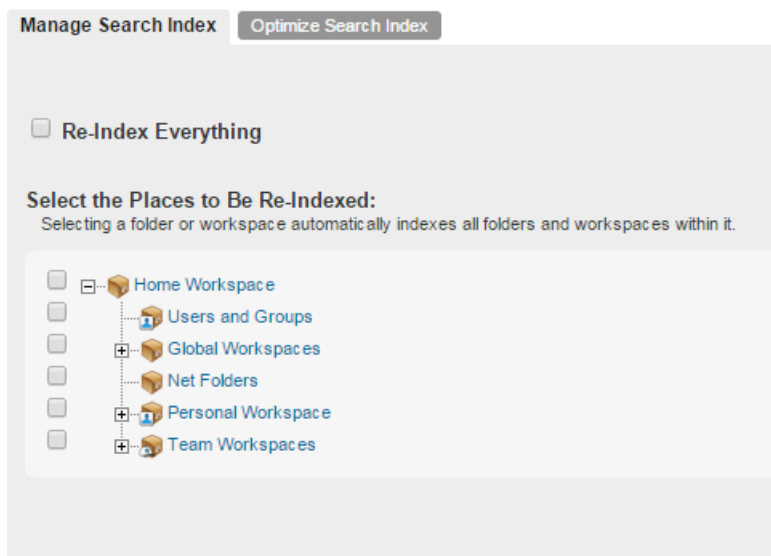 Manage Search Index Optimize Search Index
Re-Index Everything
Select the Places to Be Re-Indexed:
Selecting a folder or workspace automatically indexes all folders and workspaces within it.
Home Workspace
Users and Groups
Global Workspaces
Net Folders
Personal Workspace
Team Workspaces